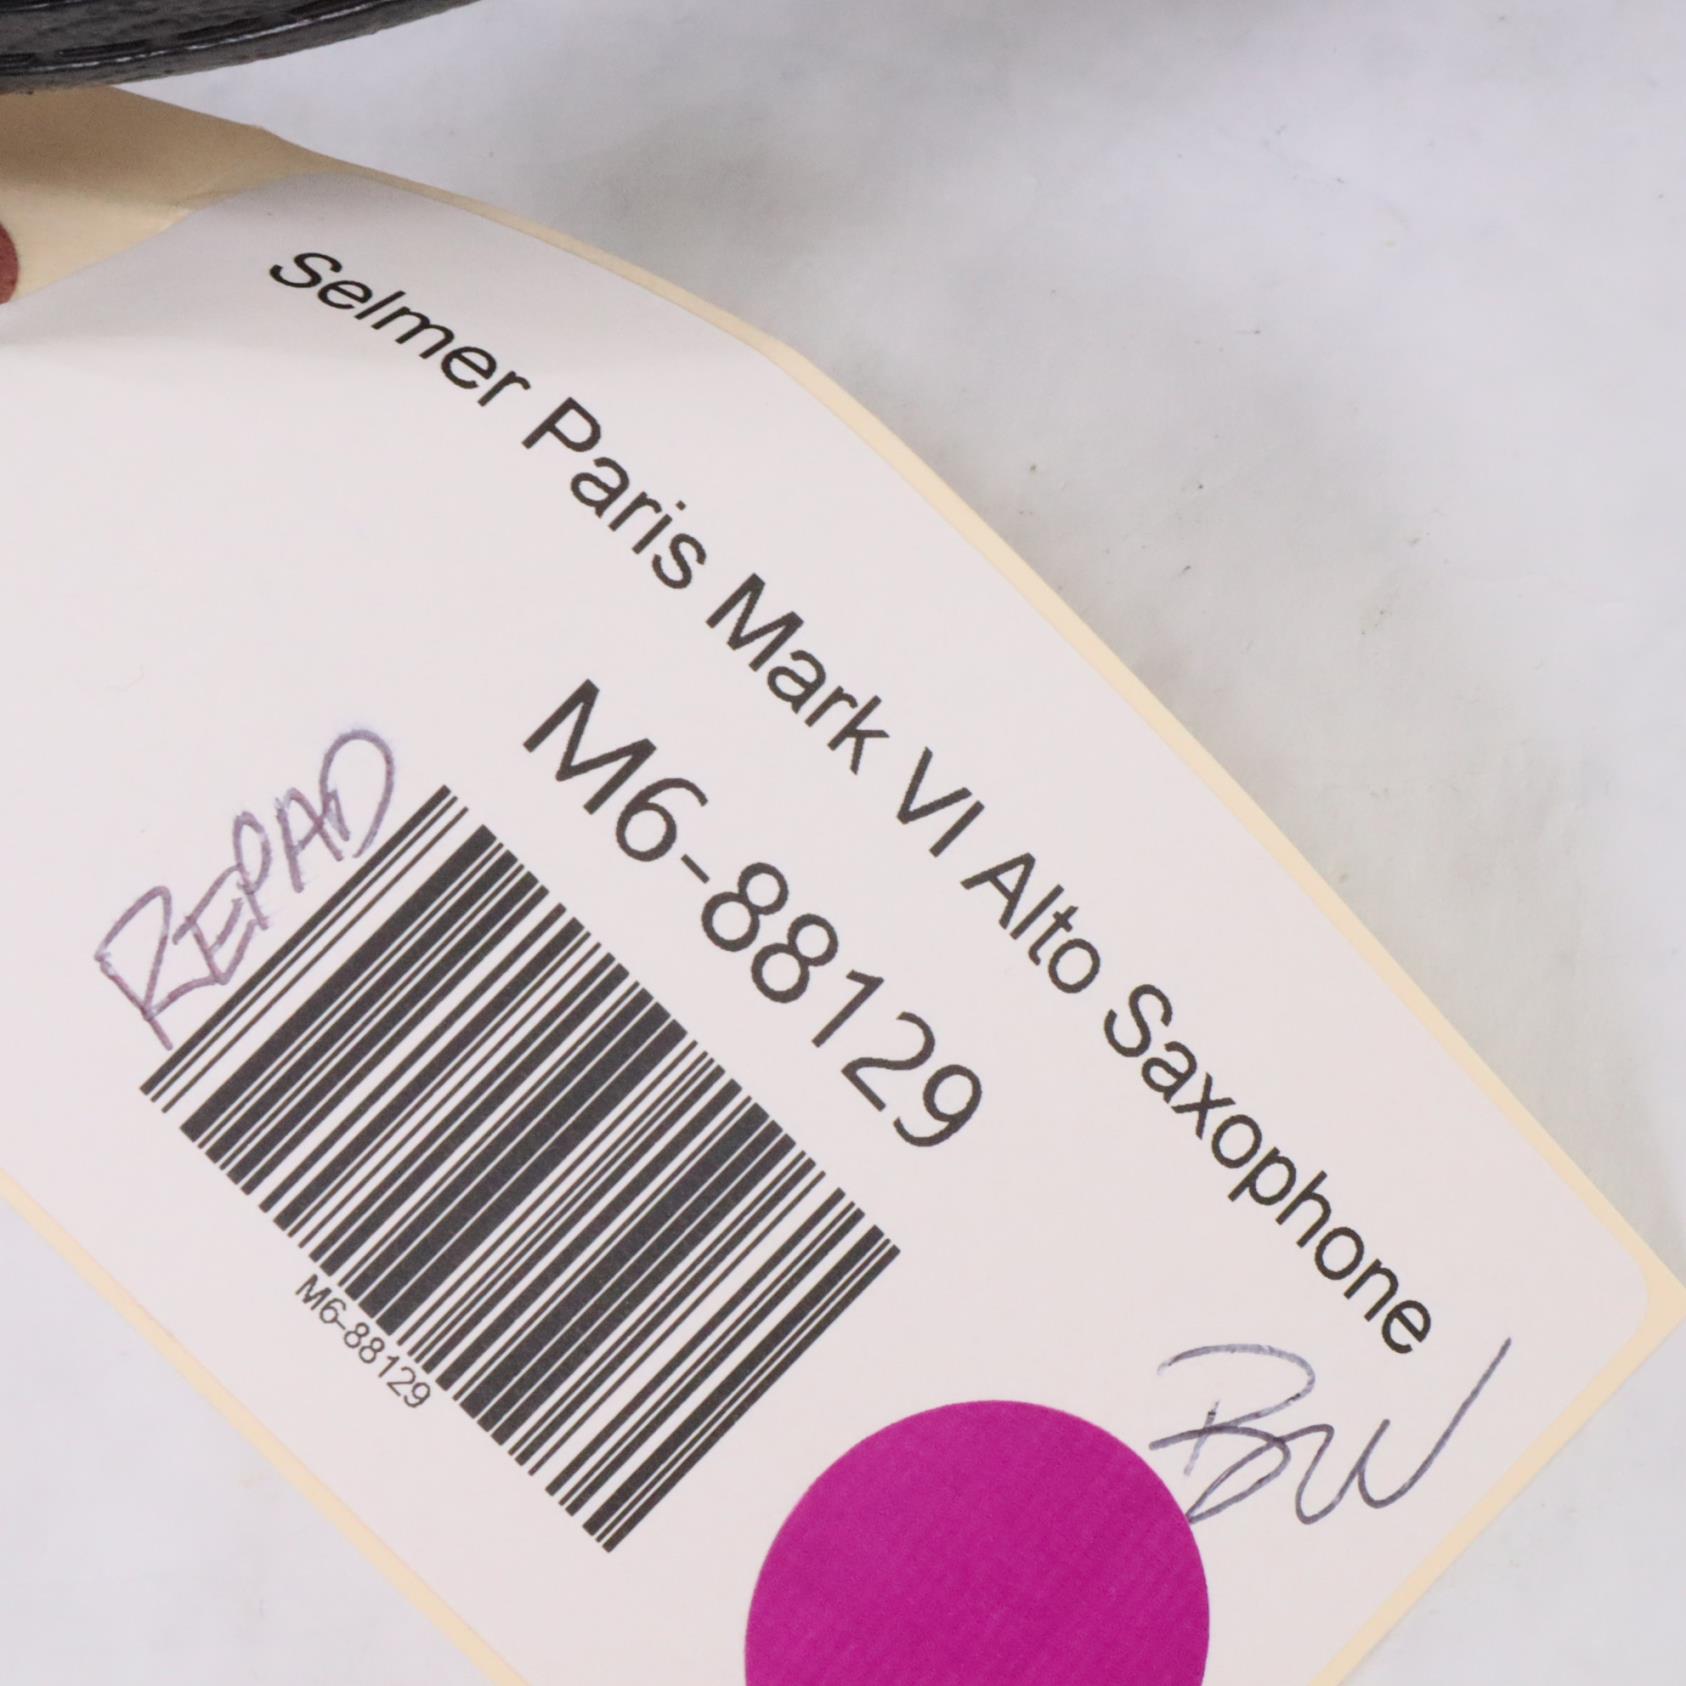 Selmer Paris Mark VI Alto Saxophone
M6-88129
REPAD
M6-88129
BW